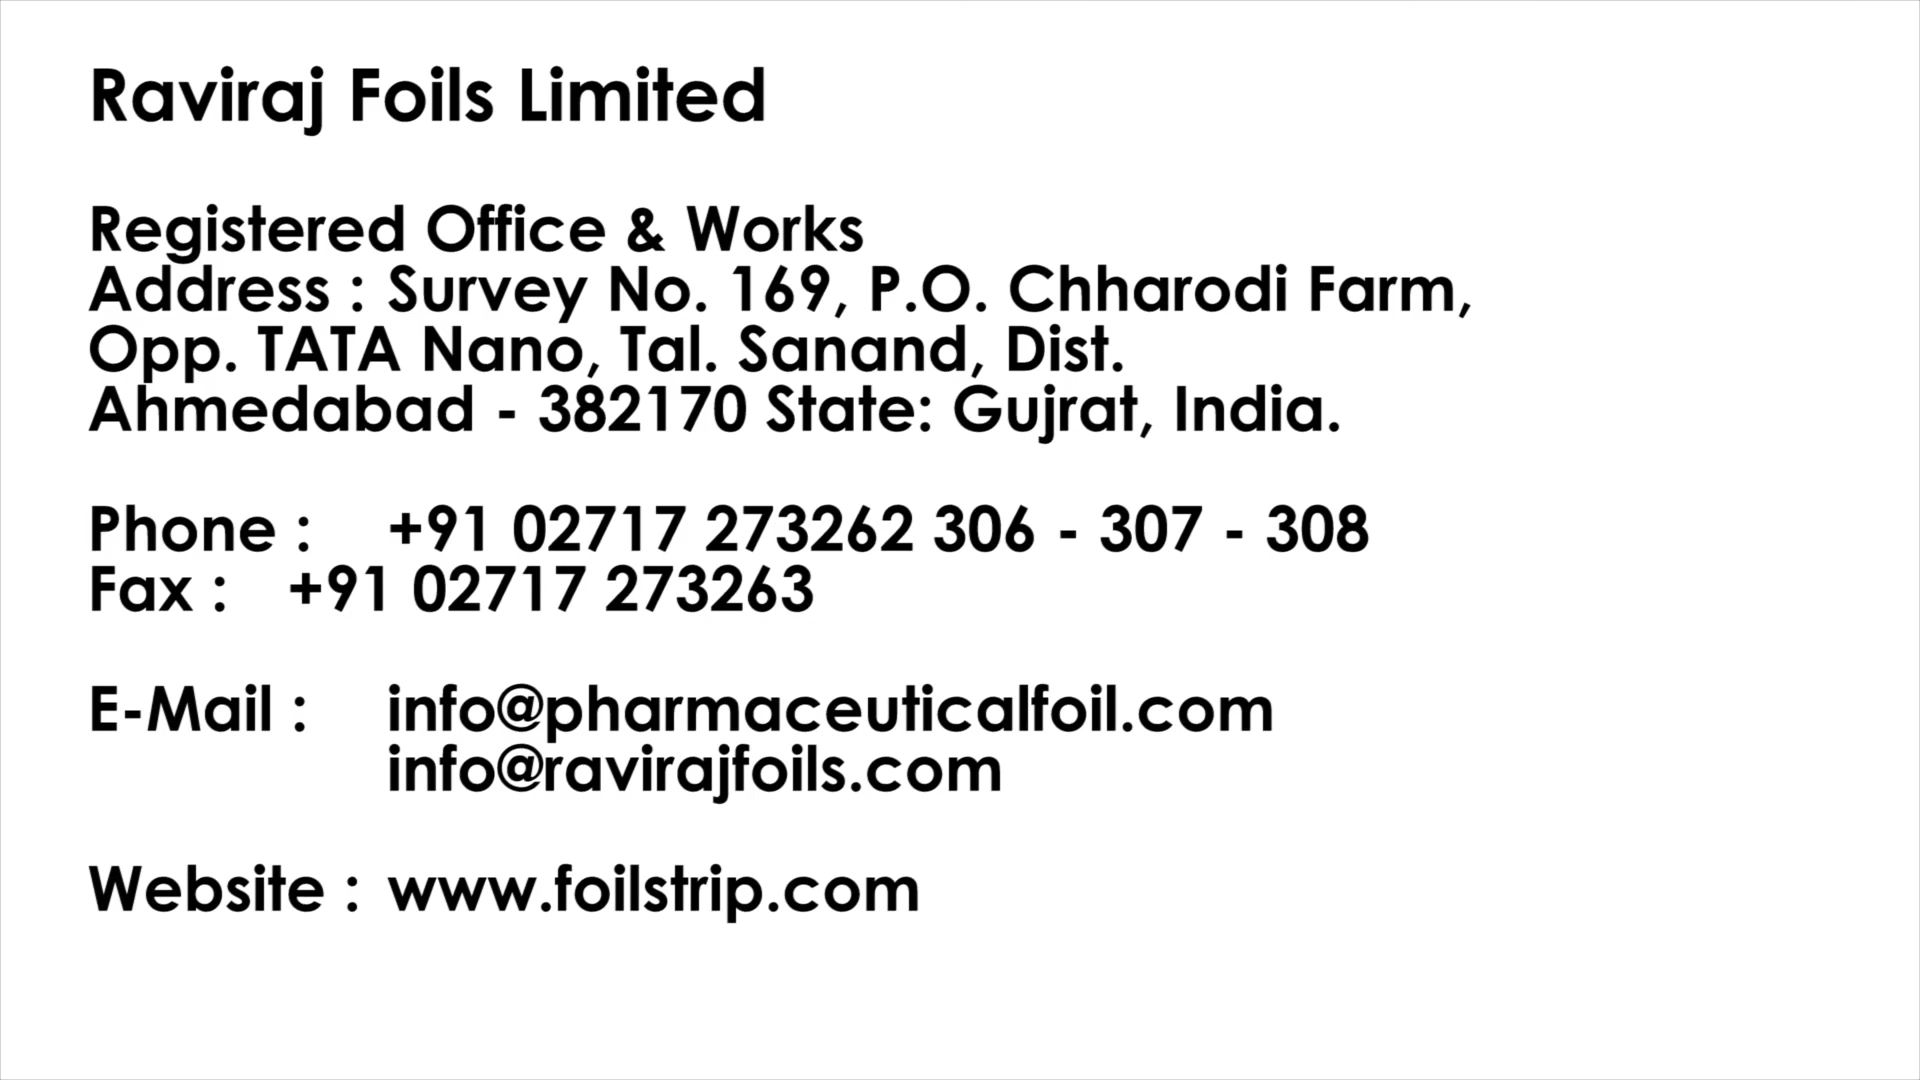 Raviraj Foils Limited
Registered Office & Works
Address : Survey No. 169, P.O. Chharodi Farm,
Opp. TATA Nano, Tal. Sanand, Dist.
Ahmedabad - 382170 State: Gujrat, India.
Phone : +91 02717 273262 306 - 307 - 308
Fax : +91 02717 273263
E-Mail : info@pharmaceuticalfoil.com
info@ravirajfoils.com
Website : www.foilstrip.com